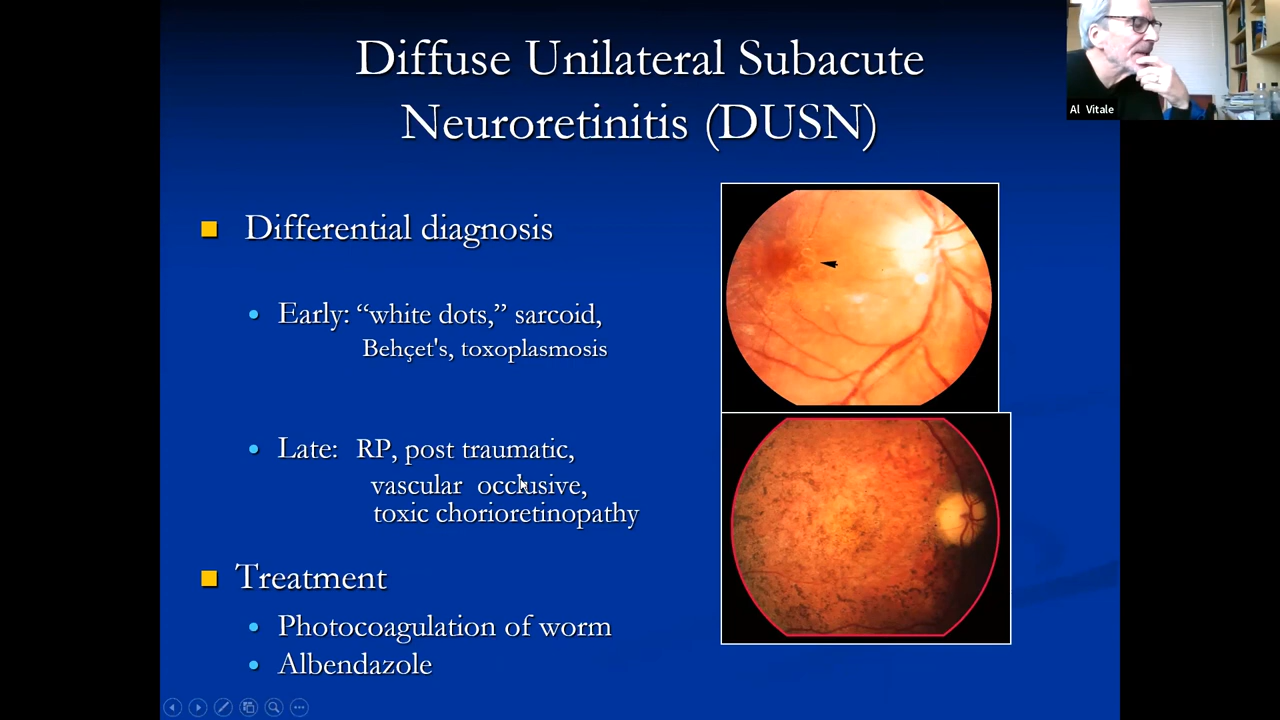 Diffuse Unilateral Subacute
Neuroretinitis (DUSN)
Differential diagnosis
Early: “white dots,” sarcoid,
Behçet's, toxoplasmosis
Late: RP, post traumatic,
vascular occlusive,
toxic chorioretinopathy
Treatment
Photocoagulation of worm
Albendazole
Al Vitale